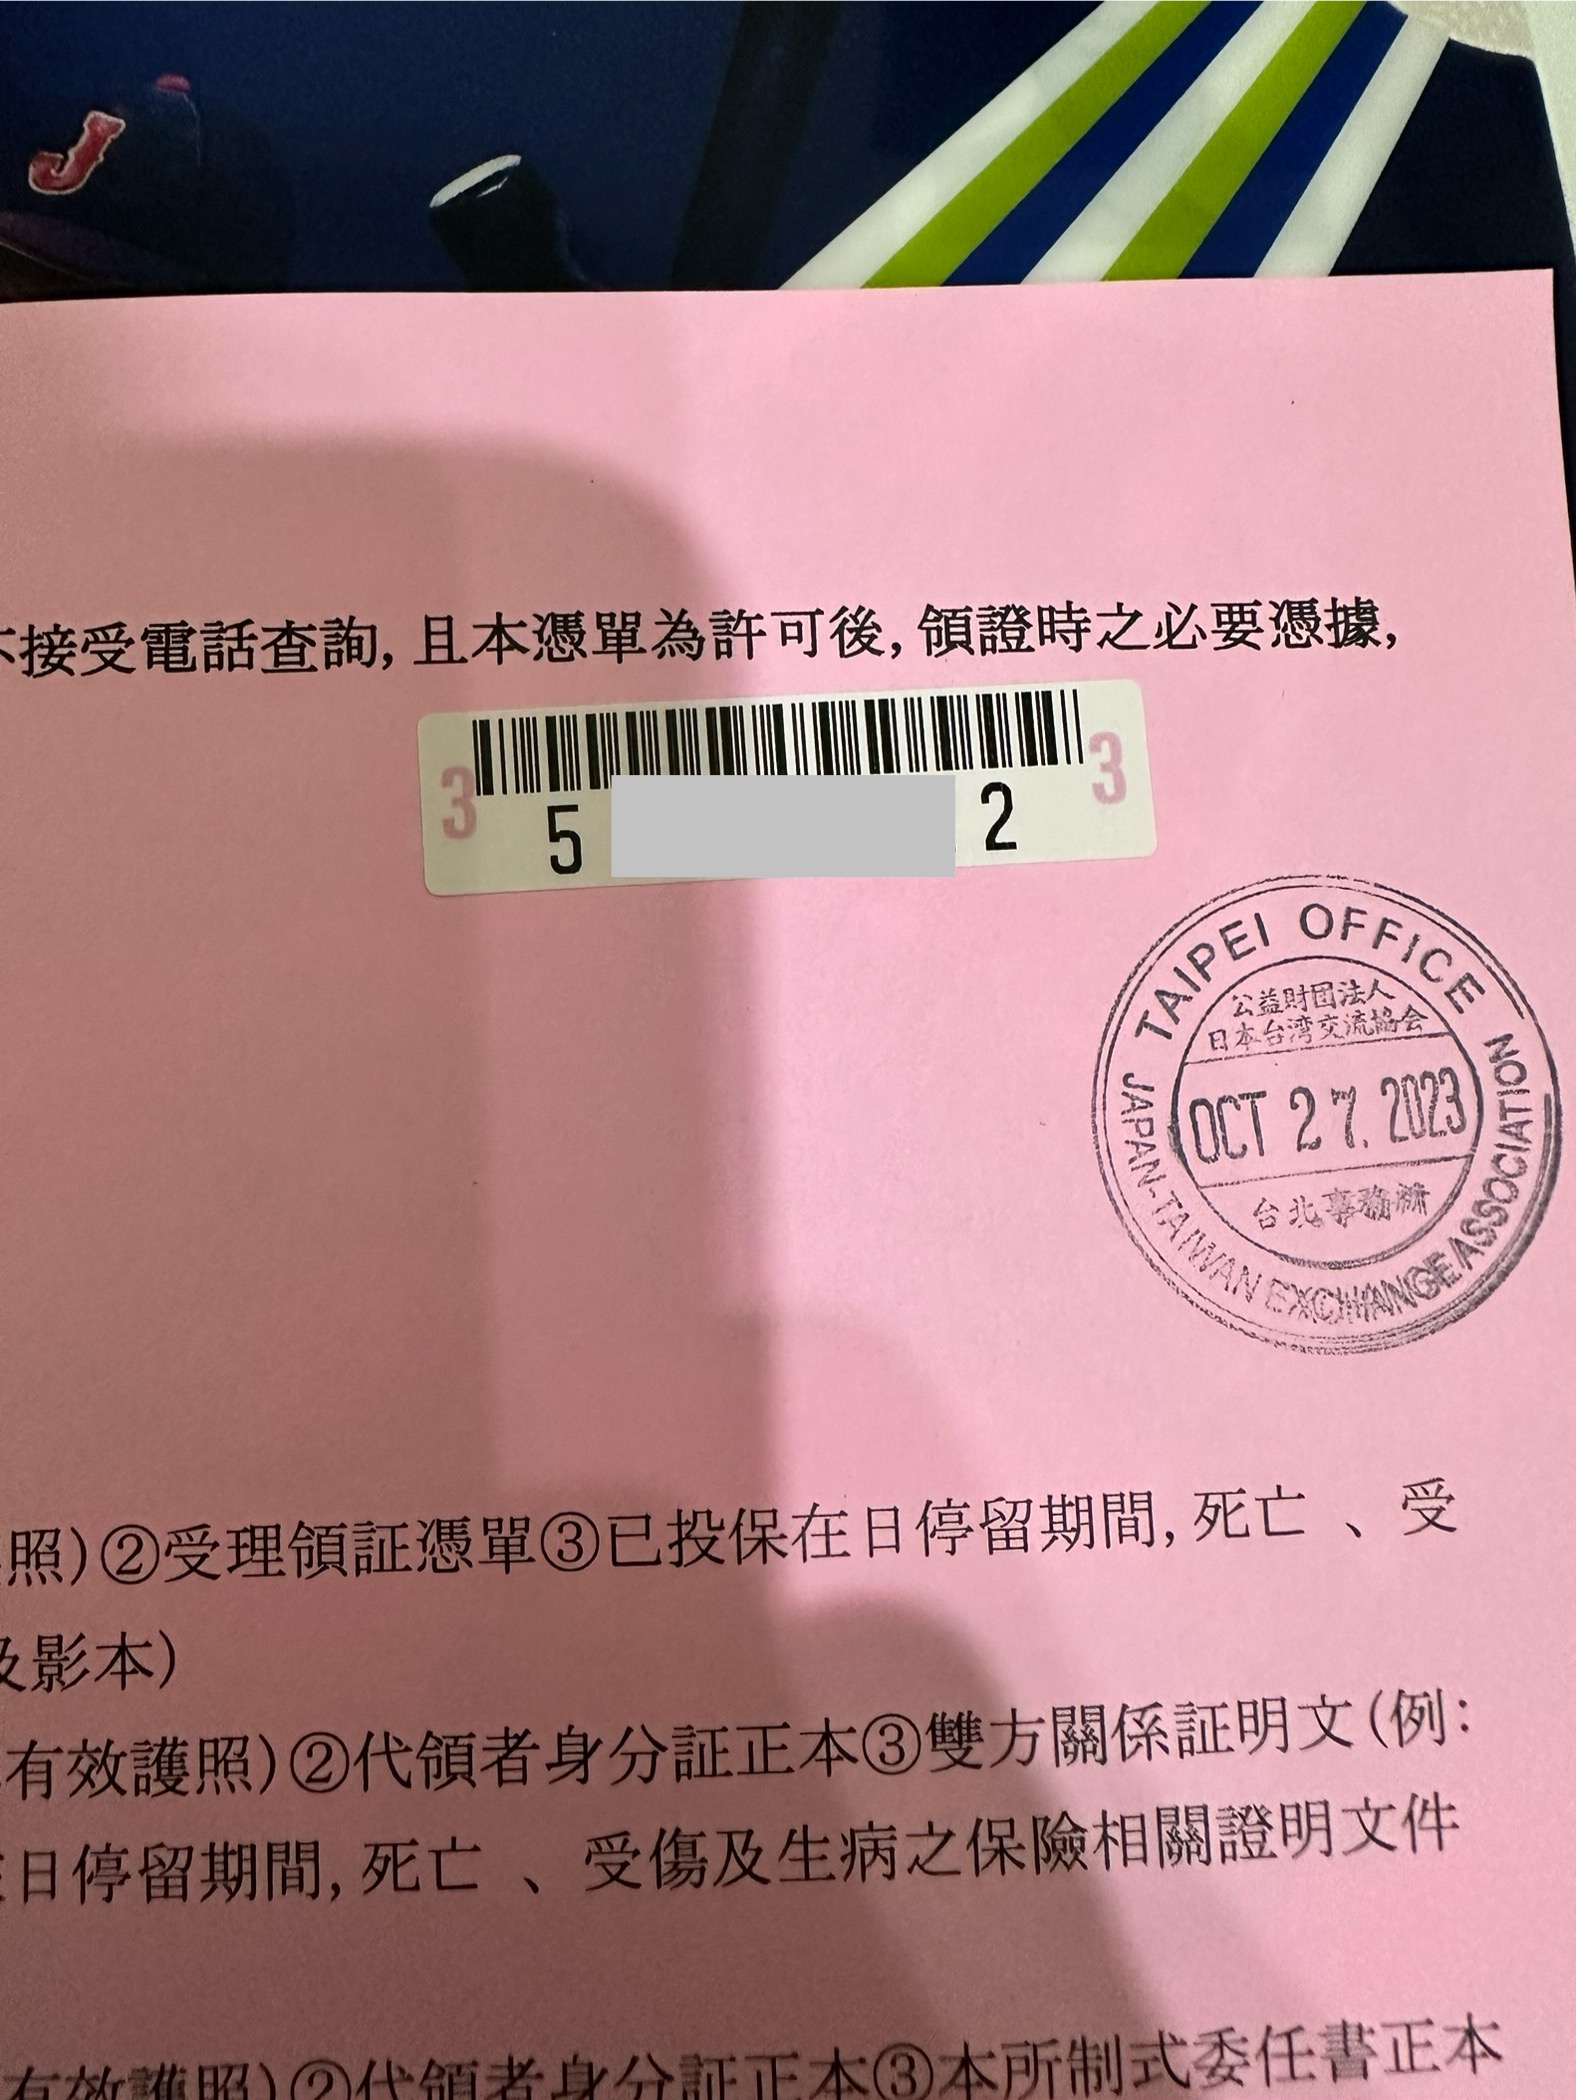 J
接受電話查詢, 且本憑單為許可後, 領證時之必要憑據,
3 3
5 2
TAIPEI OFFICE
公益財団法人
日本台湾交流協会
OCT 27. 2023
台北事務所
JAPAN-TAIWAN EXCHANGE ASSOCIATION
照)②受理領証憑單③已投保在日停留期間, 死亡 、受
及影本)
有效護照)②代領者身分証正本③雙方關係証明文(例:
日停留期間, 死亡 、受傷及生病之保險相關證明文件
有效護照)②代領者身分証正本③本所制式委任書正本